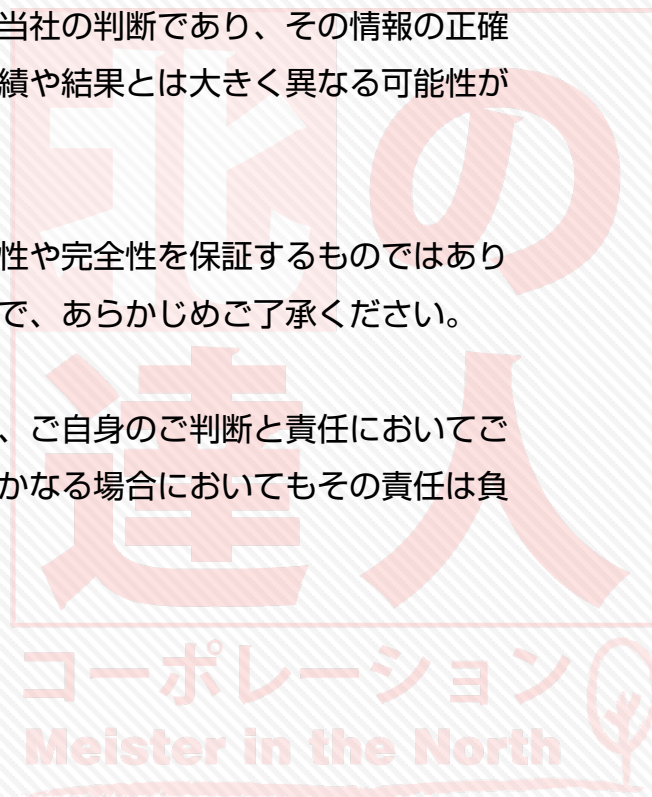 当社の判断であり、その情報の正確
績や結果とは大きく異なる可能性が
性や完全性を保証するものではあり
で、あらかじめご了承ください。
、ご自身のご判断と責任においてご
かなる場合においてもその責任は負
北の
達人
コーポレーション
Meister in the North